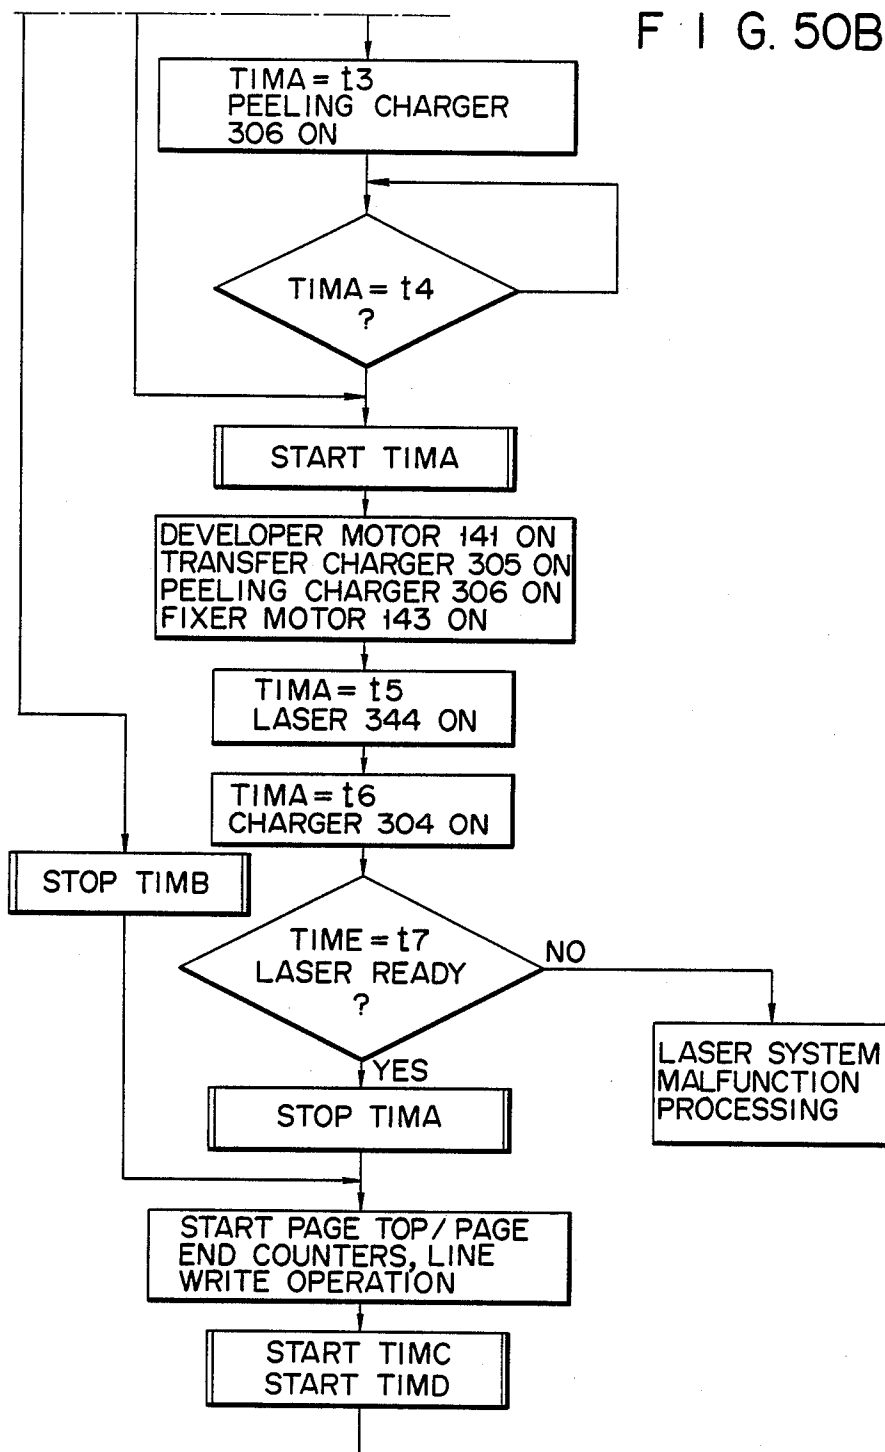 F I G. 50B
TIMA = t3
PEELING CHARGER
306 ON
TIMA = t4
?
START TIMA
DEVELOPER MOTOR 141 ON
TRANSFER CHARGER 305 ON
PEELING CHARGER 306 ON
FIXER MOTOR 143 ON
TIMA = t5
LASER 344 ON
TIMA = t6
CHARGER 304 ON
STOP TIMB
TIME = t7
LASER READY
?
NO
YES
LASER SYSTEM
MALFUNCTION
PROCESSING
STOP TIMA
START PAGE TOP / PAGE
END COUNTERS, LINE
WRITE OPERATION
START TIMC
START TIMD